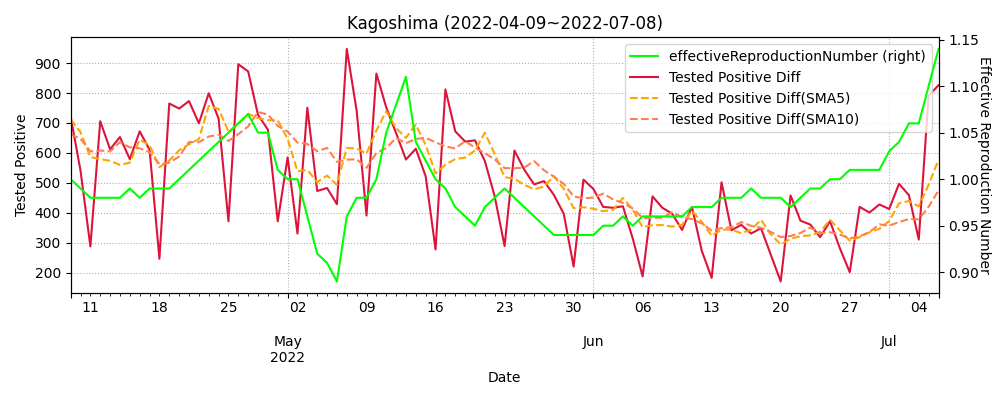 Kagoshima (2022-04-09~2022-07-08)
effectiveReproductionNumber (right)
Tested Positive Diff
Tested Positive Diff(SMA5)
Tested Positive Diff(SMA10)
Tested Positive
900
800
700
600
500
400
300
200
1.15
1.10
1.05
1.00
0.95
0.90
Effective Reproduction Number
11 18 25 02 09 16 23 30 06 13 20 27 04
May Jun Jul
2022
Date